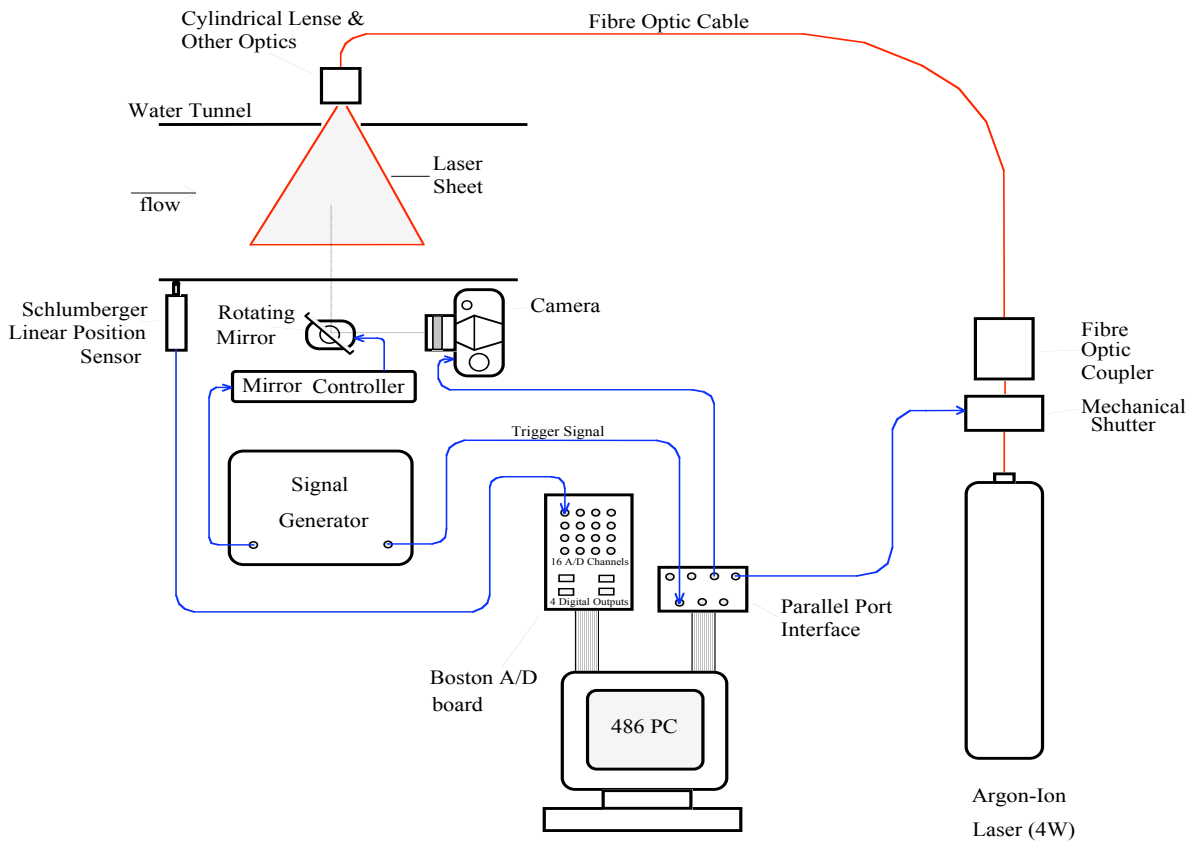 Cylindrical Lense &
Other Optics
Fibre Optic Cable
Water Tunnel
Laser
Sheet
flow
Schlumberger
Linear Position
Sensor
Rotating
Mirror
Camera
Fibre
Optic
Coupler
Mirror Controller
Mechanical
Shutter
Trigger Signal
Signal
Generator
16 A/D Channels
4 Digital Outputs
Parallel Port
Interface
Boston A/D
board
486 PC
Argon-Ion
Laser (4W)